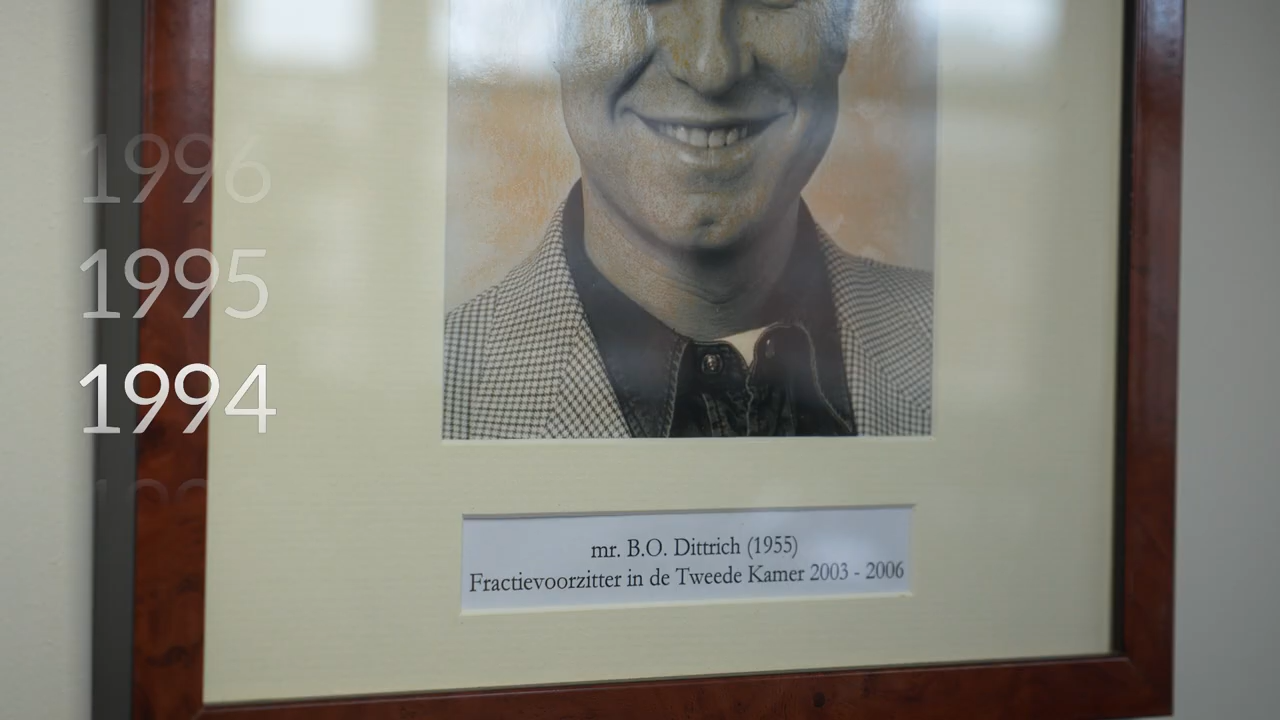 1996
1995
1994
mr. B.O. Dittrich (1955)
Fractievoorzitter in de Tweede Kamer 2003 - 2006